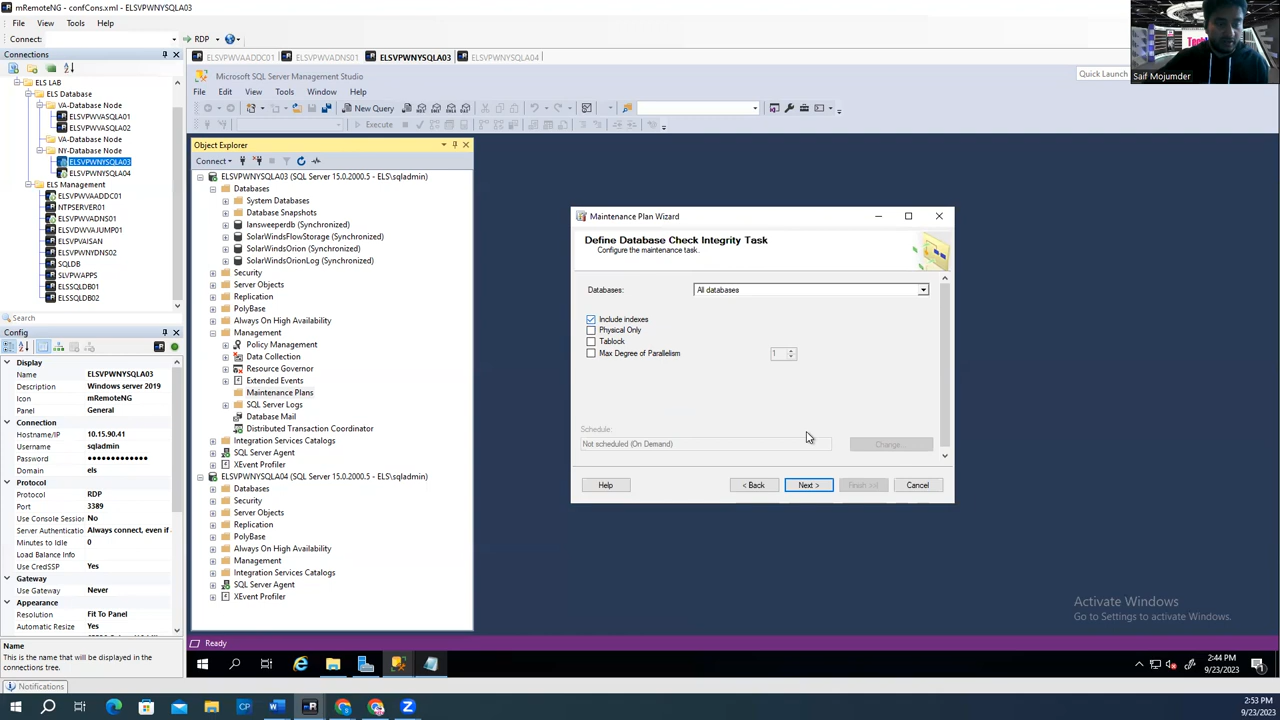 mRemoteNG - confCons.xml - ELSVPWNYSQLA03
File View Tools Help
Connect: RDP
Connections
ELS LAB
ELS Database
VA-Database Node
ELSVPWVASQLA01
ELSVPWVASQLA02
VA-Database Node
NY-Database Node
ELSVPWNYSQLA03
ELSVPWNYSQLA04
ELS Management
ELSVPWVAADDC01
NTPSERVER01
ELSVPWVADNS01
ELSVDWVAJUMP01
ELSVPVAISAN
ELSVPWNYDNS02
SQLDB
SLVPWAPPS
ELSSQLDB01
ELSSQLDB02
Search
Config
Display
Name ELSVPWNYSQLA03
Description Windows server 2019
Icon mRemoteNG
Panel General
Connection
Hostname/IP 10.15.90.41
Username sqladmin
Password ●●●●●●●●●●●●●
Domain els
Protocol
Protocol RDP
Port 3389
Use Console Session No
Server Authentication Always connect, even if
Minutes to Idle 0
Load Balance Info
Use CredSSP Yes
Gateway
Use Gateway Never
Appearance
Resolution Fit To Panel
Automatic Resize Yes
Name
This is the name that will be displayed in the
connections tree.
Notifications
ELSVPWVAADDC01 ELSVPWVADNS01 ELSVPWNYSQLA03 ELSVPWNYSQLA04
Microsoft SQL Server Management Studio
Quick Launch
File Edit View Tools Window Help
New Query
Execute
Object Explorer
Connect
ELSVPWNYSQLA03 (SQL Server 15.0.2000.5 - ELS\sqladmin)
Databases
System Databases
Database Snapshots
lansweeperdb (Synchronized)
SolarWindsFlowStorage (Synchronized)
SolarWindsOrion (Synchronized)
SolarWindsOrionLog (Synchronized)
Security
Server Objects
Replication
PolyBase
Always On High Availability
Management
Policy Management
Data Collection
Resource Governor
Extended Events
Maintenance Plans
SQL Server Logs
Database Mail
Distributed Transaction Coordinator
Integration Services Catalogs
SQL Server Agent
XEvent Profiler
ELSVPWNYSQLA04 (SQL Server 15.0.2000.5 - ELS\sqladmin)
Databases
Security
Server Objects
Replication
PolyBase
Always On High Availability
Management
Integration Services Catalogs
SQL Server Agent
XEvent Profiler
Ready
Maintenance Plan Wizard
Define Database Check Integrity Task
Configure the maintenance task.
Databases: All databases
Include indexes
Physical Only
Tablock
Max Degree of Parallelism 1
Schedule:
Not scheduled (On Demand) Change...
Help < Back Next > Finish >>| Cancel
Saif Mojumder
Activate Windows
Go to Settings to activate Windows.
2:44 PM
9/23/2023
2:53 PM
9/23/2023